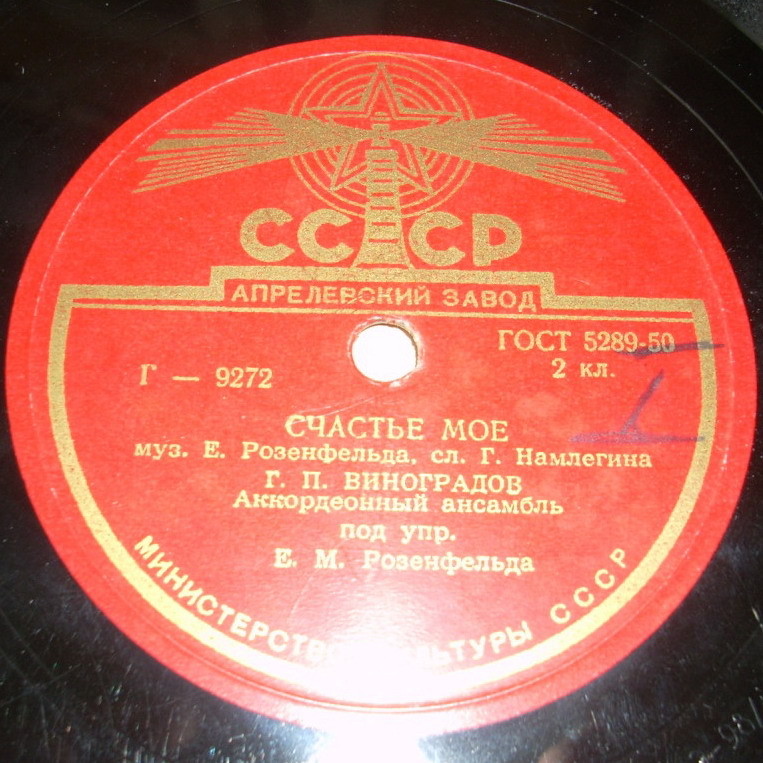 СССР
АПРЕЛЕВСКИЙ ЗАВОД
ГОСТ 5289-50
Г — 9272
2 кл.
СЧАСТЬЕ МОЕ
муз. Е. Розенфельда, сл. Г. Намлегина
Г. П. ВИНОГРАДОВ
Аккордеонный ансамбль
под упр.
Е. М. Розенфельда
МИНИСТЕРСТВО КУЛЬТУРЫ СССР